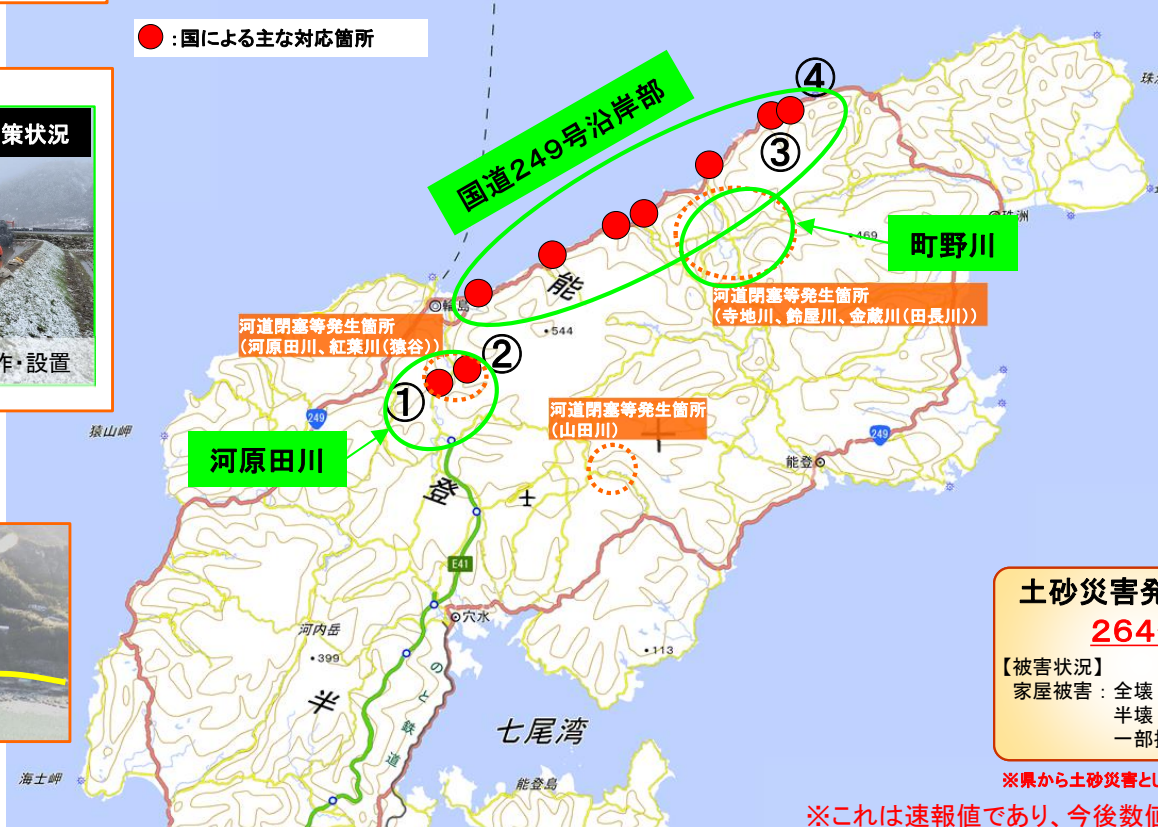 :国による主な対応箇所
策状況
作・設置
国道249号沿岸部
④
③
町野川
珠洲
469
河道閉塞等発生箇所
(寺地川、鈴屋川、金蔵川(田長川))
能
輪島
544
河道閉塞等発生箇所
(河原田川、紅葉川(猿谷))
②
①
河原田川
249
猿山岬
河道閉塞等発生箇所
(山田川)
249
能登
登
E41
穴水
河内岳
399
113
半
のと鉄道
七尾湾
能登島
海士岬
土砂災害発
264
【被害状況】
家屋被害:全壊
半壊
一部
※県から土砂災害とし
※これは速報値であり、今後数値